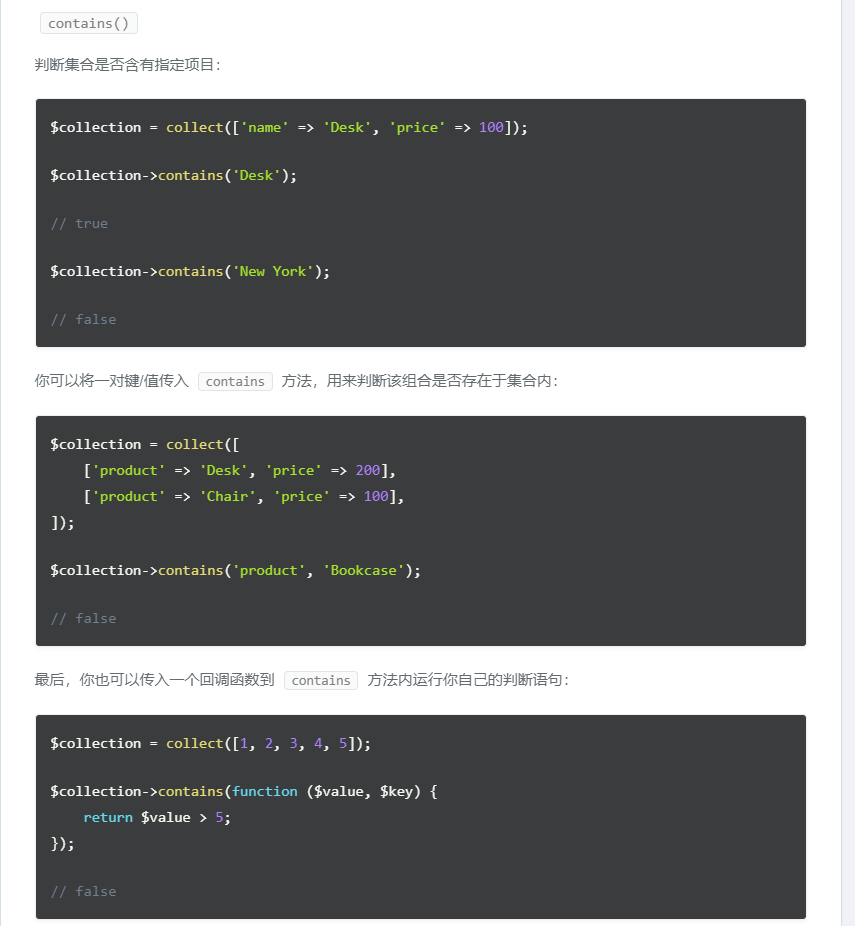 contains()
判断集合是否含有指定项目：
$collection = collect(['name' => 'Desk', 'price' => 100]);
$collection->contains('Desk');
// true
$collection->contains('New York');
// false
你可以将一对键/值传入 contains 方法，用来判断该组合是否存在于集合内：
$collection = collect([
    ['product' => 'Desk', 'price' => 200],
    ['product' => 'Chair', 'price' => 100],
]);
$collection->contains('product', 'Bookcase');
// false
最后，你也可以传入一个回调函数到 contains 方法内运行你自己的判断语句：
$collection = collect([1, 2, 3, 4, 5]);
$collection->contains(function ($value, $key) {
    return $value > 5;
});
// false